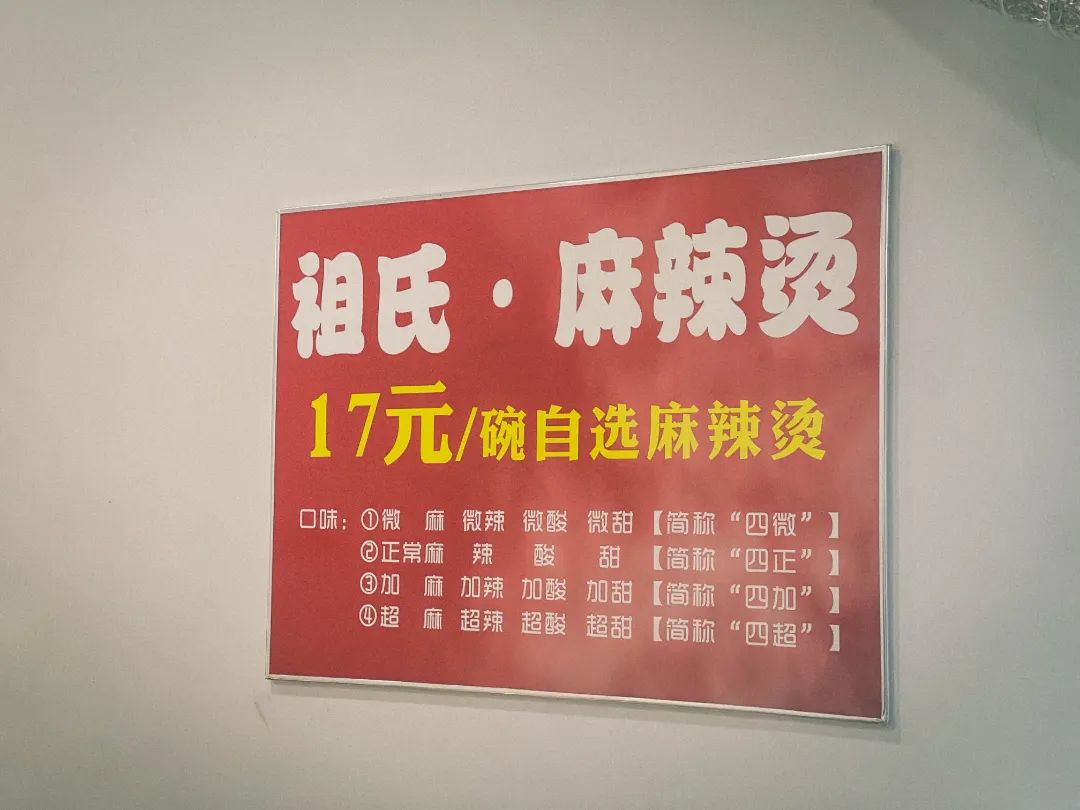 祖氏·麻辣烫
17元/碗自选麻辣烫
口味：①微 麻 微辣 微酸 微甜【简称“四微”】
②正常麻 辣 酸 甜【简称“四正”】
③加 麻 加辣 加酸 加甜【简称“四加”】
④超 麻 超辣 超酸 超甜【简称“四超”】